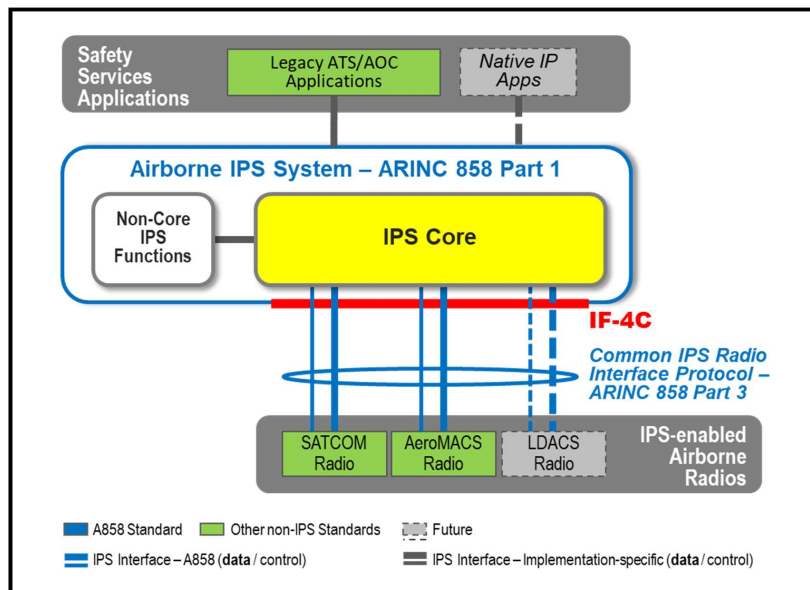 Safety
Services
Applications
Legacy ATS/AOC
Applications
Native IP
Apps
Airborne IPS System – ARINC 858 Part 1
Non-Core
IPS
Functions
IPS Core
IF-4C
Common IPS Radio
Interface Protocol –
ARINC 858 Part 3
SATCOM
Radio
AeroMACS
Radio
LDACS
Radio
IPS-enabled
Airborne
Radios
A858 Standard
Other non-IPS Standards
Future
IPS Interface – A858 (data / control)
IPS Interface – Implementation-specific (data / control)